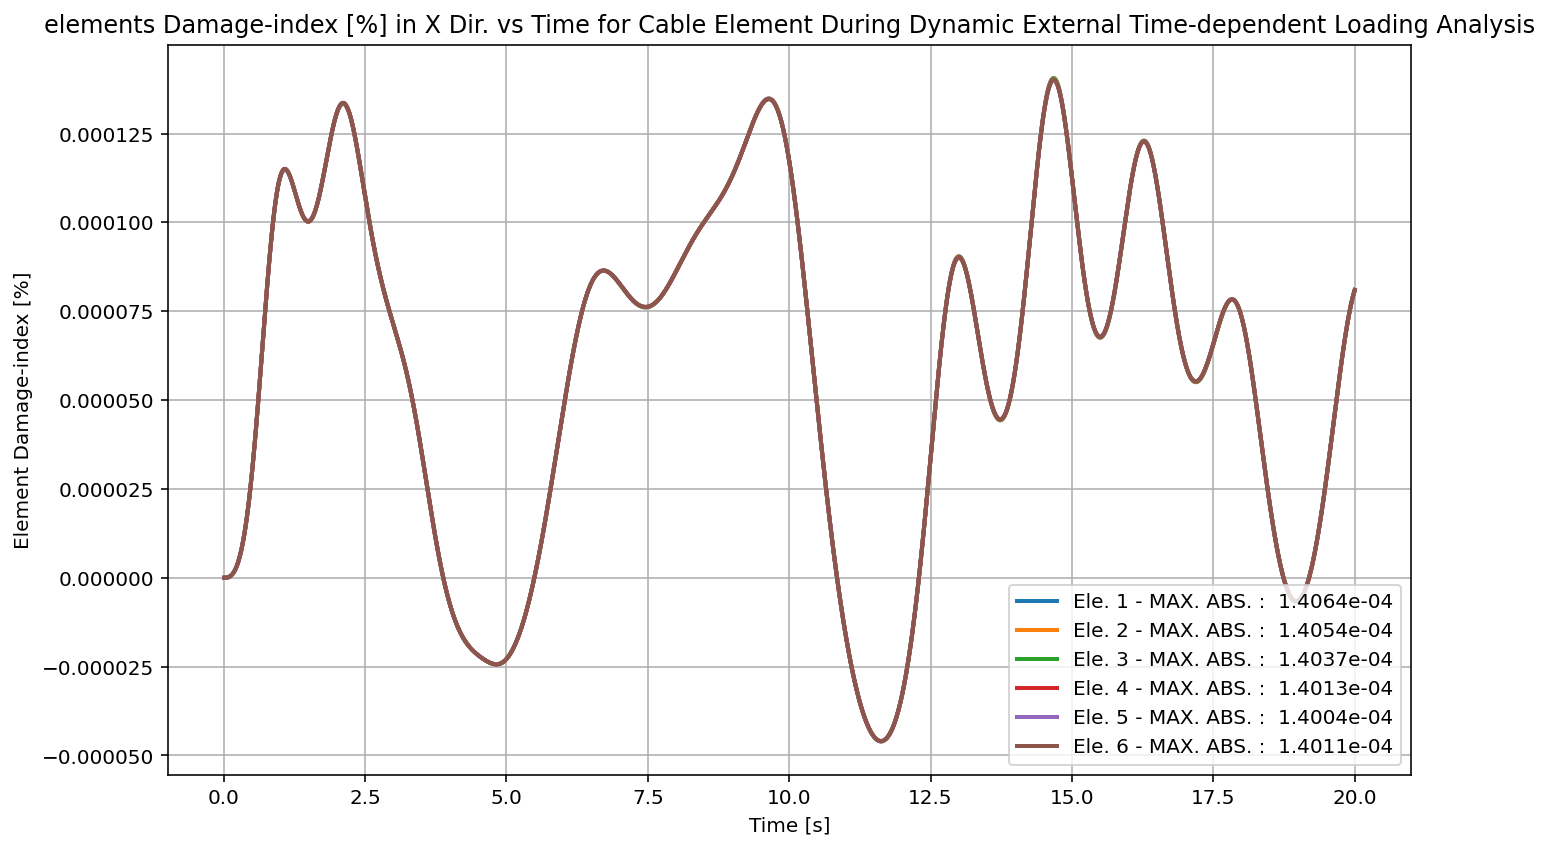 elements Damage-index [%] in X Dir. vs Time for Cable Element During Dynamic External Time-dependent Loading Analysis
Element Damage-index [%]
0.000125
0.000100
0.000075
0.000050
0.000025
0.000000
−0.000025
−0.000050
Ele. 1 - MAX. ABS. :  1.4064e-04
Ele. 2 - MAX. ABS. :  1.4054e-04
Ele. 3 - MAX. ABS. :  1.4037e-04
Ele. 4 - MAX. ABS. :  1.4013e-04
Ele. 5 - MAX. ABS. :  1.4004e-04
Ele. 6 - MAX. ABS. :  1.4011e-04
0.0 2.5 5.0 7.5 10.0 12.5 15.0 17.5 20.0
Time [s]